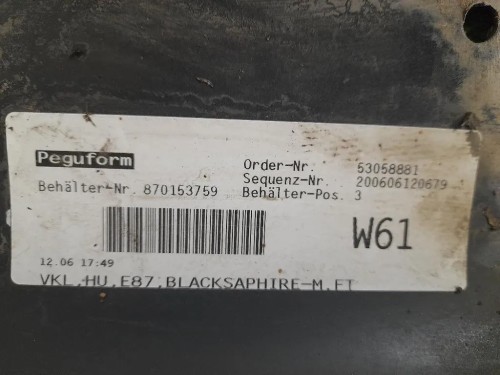 Peguform
Order-Nr. 53058881
Sequenz-Nr. 200606120679
Behälter-Nr. 870153759 Behälter-Pos. 3
W61
12.06 17:49
VKL,HU,E87,BLACKSAPHIRE-M,FI